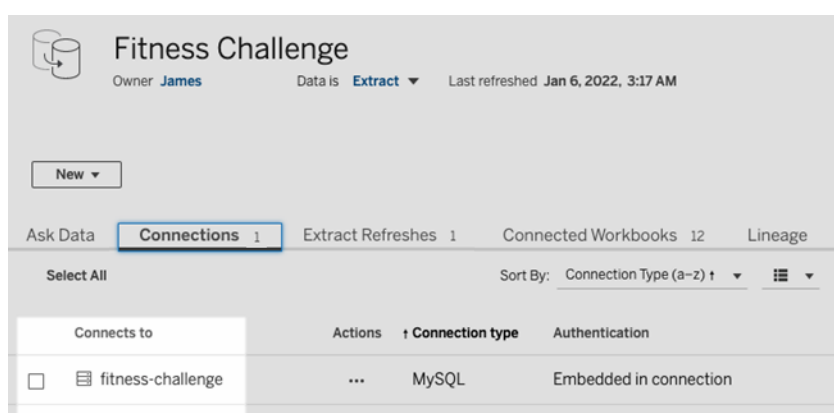 Fitness Challenge
Owner James Data is Extract Last refreshed Jan 6, 2022, 3:17 AM
New
Ask Data Connections 1 Extract Refreshes 1 Connected Workbooks 12 Lineage
Select All Sort By: Connection Type (a–z) ↑
Connects to Actions ↑ Connection type Authentication
fitness-challenge ... MySQL Embedded in connection